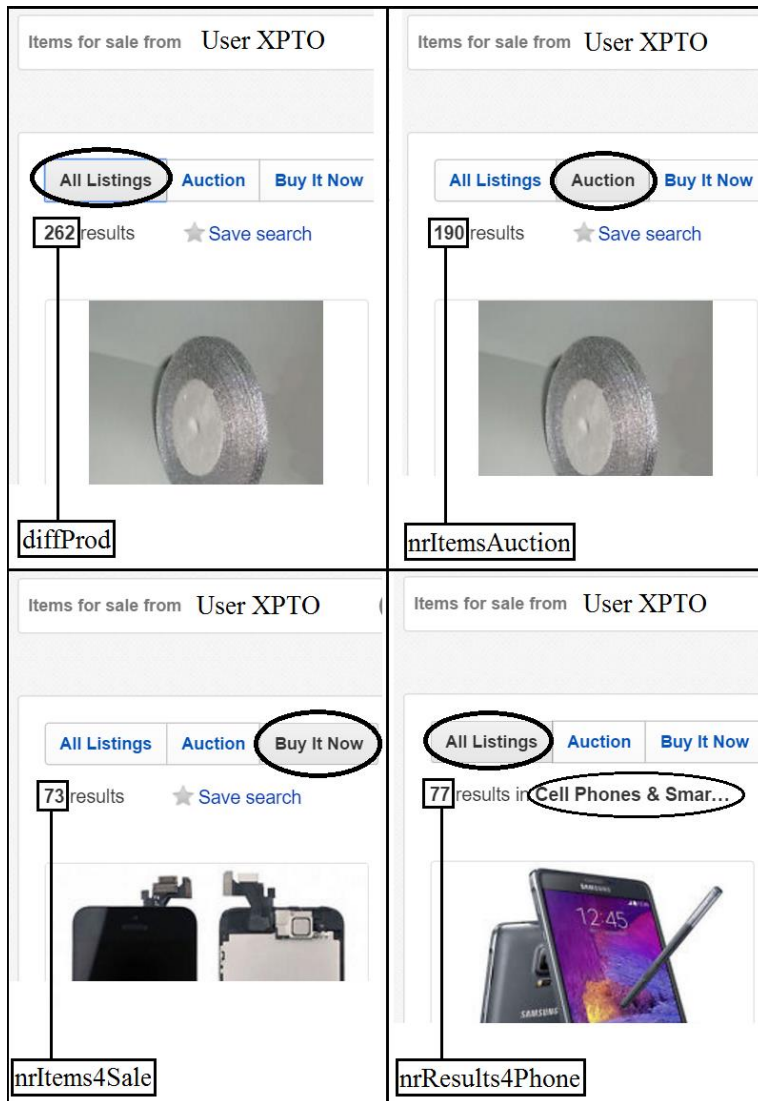 Items for sale from User XPTO
All Listings Auction Buy It Now
262 results Save search
diffProd
Items for sale from User XPTO
All Listings Auction Buy It Now
190 results Save search
nrItemsAuction
Items for sale from User XPTO
All Listings Auction Buy It Now
73 results Save search
nrItems4Sale
Items for sale from User XPTO
All Listings Auction Buy It Now
77 results in Cell Phones & Smar...
SAMSUNG
12:45
SAMSUNG
nrResults4Phone